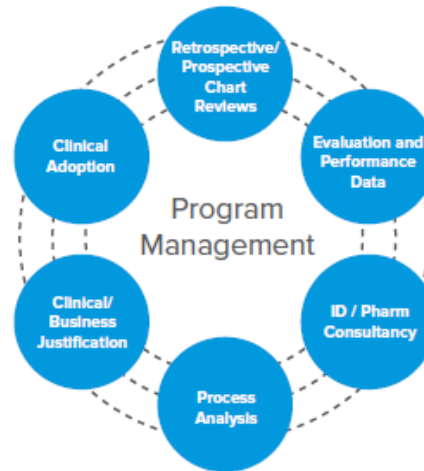 Retrospective/
Prospective
Chart
Reviews
Clinical
Adoption
Evaluation and
Performance
Data
Program
Management
Clinical/
Business
Justification
ID / Pharm
Consultancy
Process
Analysis